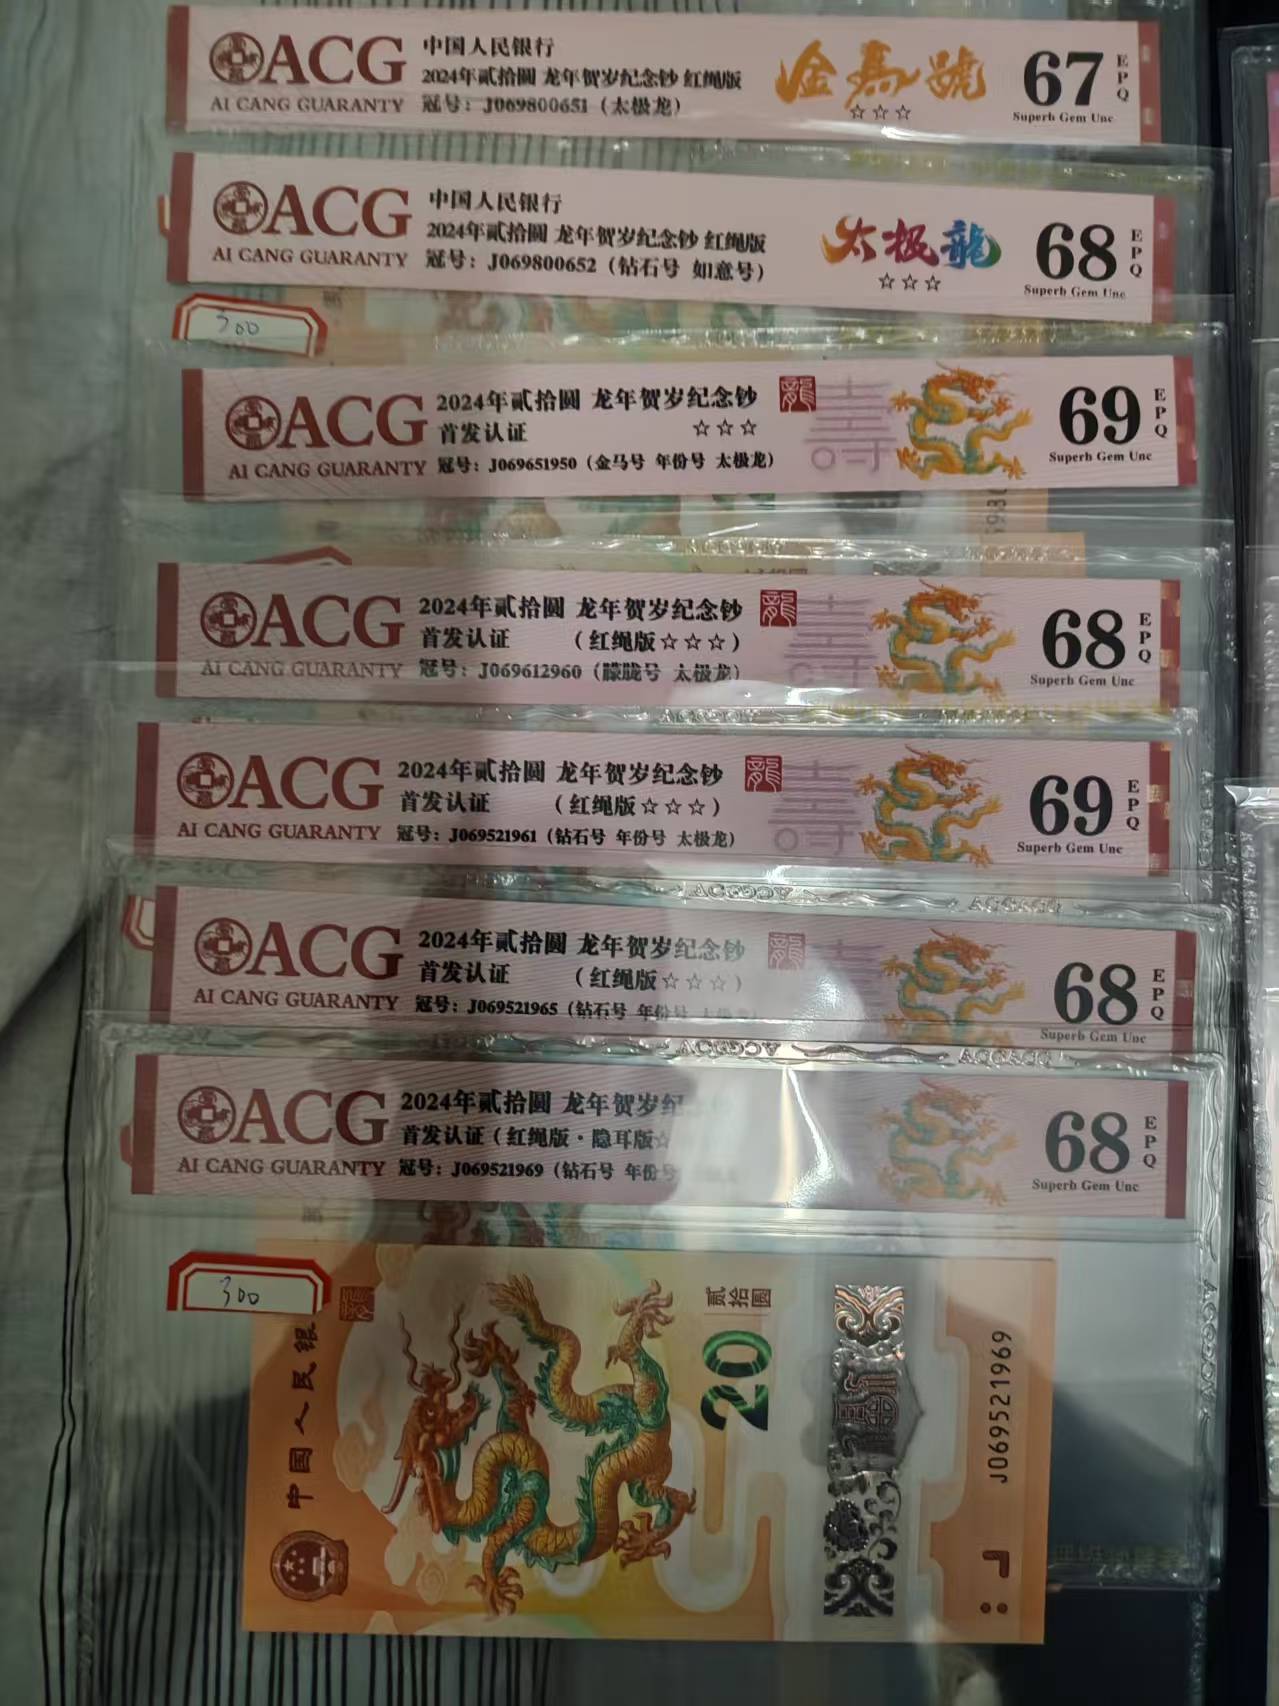 ACG
AI CANG GUARANTY
中国人民银行
2024年贰拾圆 龙年贺岁纪念钞 红绳版
冠号：J069800651（太极龙）
金馬號
☆☆☆
67
EPQ
Superb Gem Unc
ACG
AI CANG GUARANTY
中国人民银行
2024年贰拾圆 龙年贺岁纪念钞 红绳版
冠号：J069800652（钻石号 如意号）
太极龍
☆☆☆
68
EPQ
Superb Gem Unc
300
ACG
AI CANG GUARANTY
2024年贰拾圆 龙年贺岁纪念钞
首发认证 ☆☆☆
冠号：J069651950（金马号 年份号 太极龙）
69
EPQ
Superb Gem Unc
ACG
AI CANG GUARANTY
2024年贰拾圆 龙年贺岁纪念钞
首发认证 （红绳版☆☆☆）
冠号：J069612960（朦胧号 太极龙）
68
EPQ
Superb Gem Unc
ACG
AI CANG GUARANTY
2024年贰拾圆 龙年贺岁纪念钞
首发认证 （红绳版☆☆☆）
冠号：J069521961（钻石号 年份号 太极龙）
69
EPQ
Superb Gem Unc
ACG
AI CANG GUARANTY
2024年贰拾圆 龙年贺岁纪念钞
首发认证 （红绳版☆☆☆）
冠号：J069521965（钻石号 年份号 太极龙）
68
EPQ
Superb Gem Unc
ACG
AI CANG GUARANTY
2024年贰拾圆 龙年贺岁纪
首发认证（红绳版·隐耳版☆
冠号：J069521969（钻石号 年份号
68
EPQ
Superb Gem Unc
300
中国人民银
贰拾圆
20
J069521969